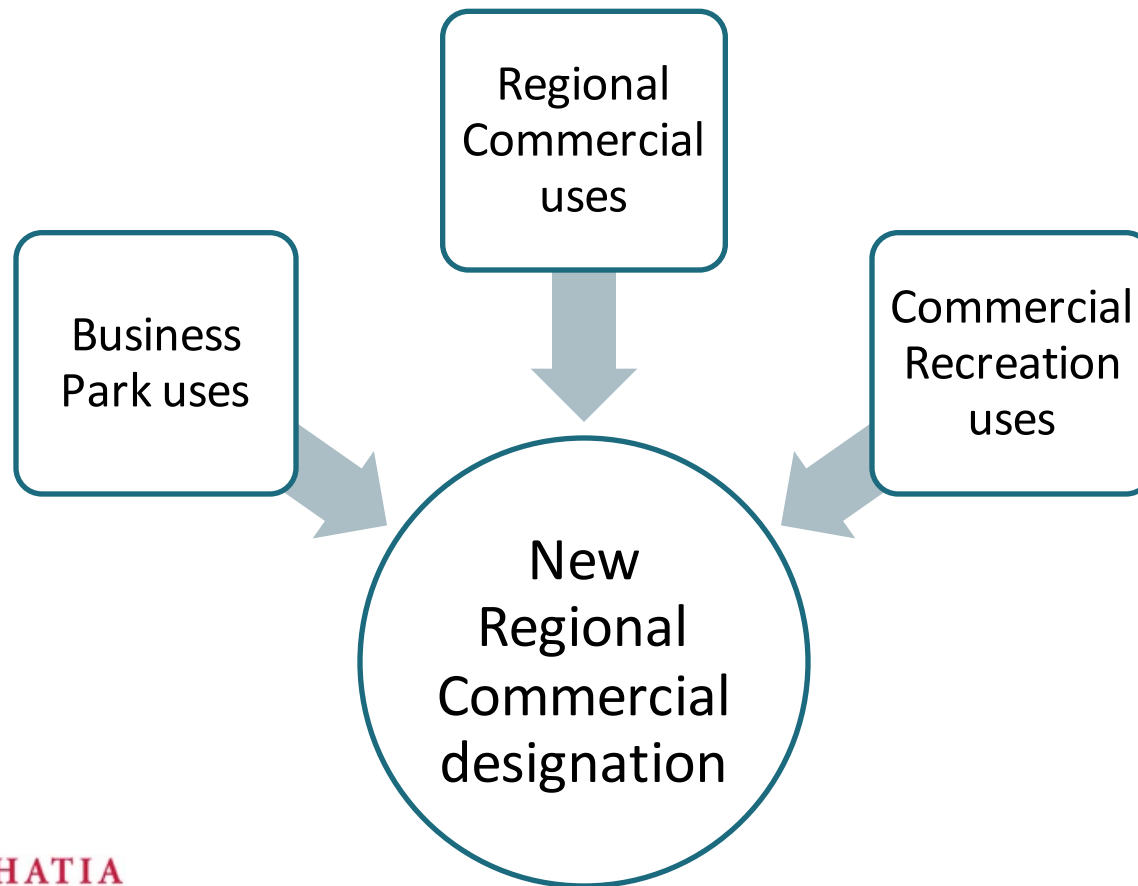 Regional
Commercial
uses
Business
Park uses
Commercial
Recreation
uses
New
Regional
Commercial
designation
HATIA